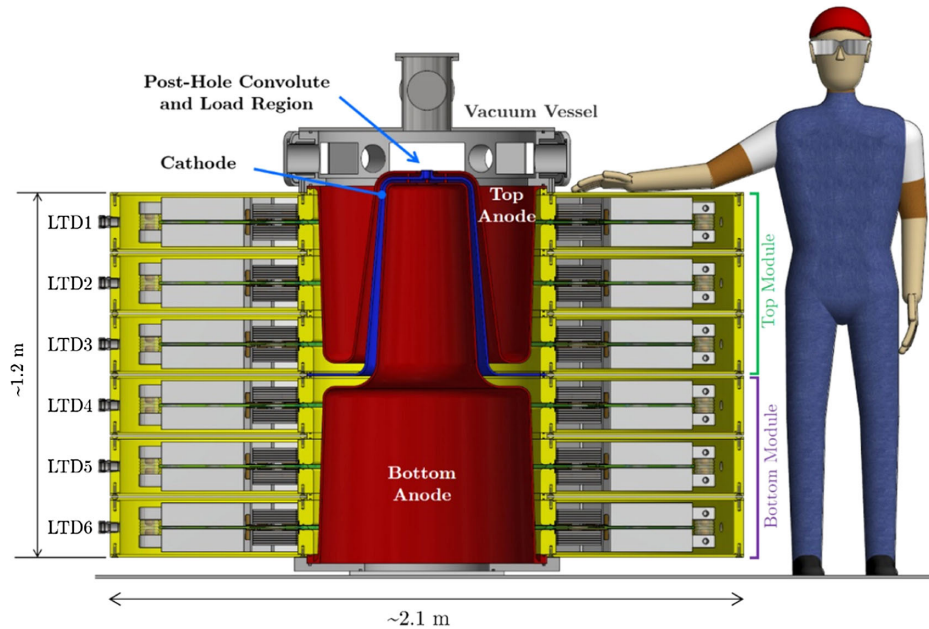 Post-Hole Convolute
and Load Region
Vacuum Vessel
Cathode
Top
Anode
LTD1
LTD2
LTD3
LTD4
LTD5
LTD6
~1.2 m
Top Module
Bottom Module
Bottom
Anode
~2.1 m